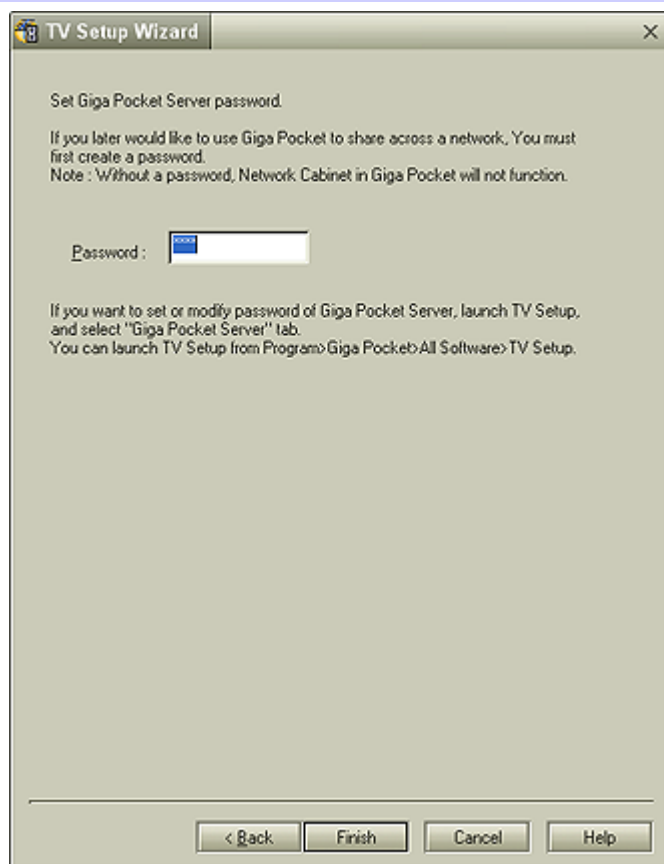 TV Setup Wizard
Set Giga Pocket Server password.
If you later would like to use Giga Pocket to share across a network, You must
first create a password.
Note : Without a password, Network Cabinet in Giga Pocket will not function.
Password :
xxxx
If you want to set or modify password of Giga Pocket Server, launch TV Setup,
and select "Giga Pocket Server" tab.
You can launch TV Setup from Program>Giga Pocket>All Software>TV Setup.
< Back
Finish
Cancel
Help